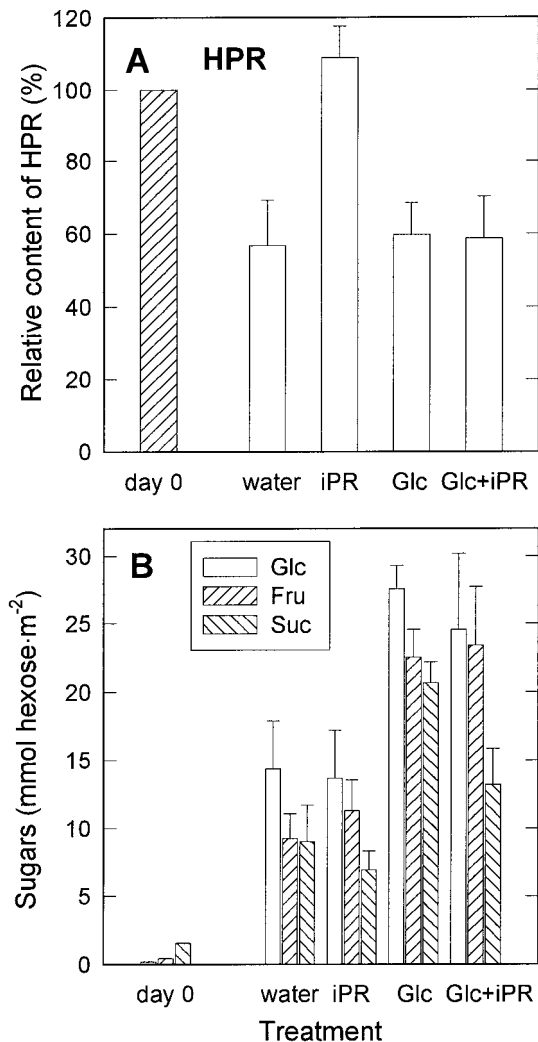 A HPR
Relative content of HPR (%)
120
100
80
60
40
20
0
day 0 water iPR Glc Glc+iPR
B
Glc
Fru
Suc
Sugars (mmol hexose·m⁻²)
30
25
20
15
10
5
0
day 0 water iPR Glc Glc+iPR
Treatment